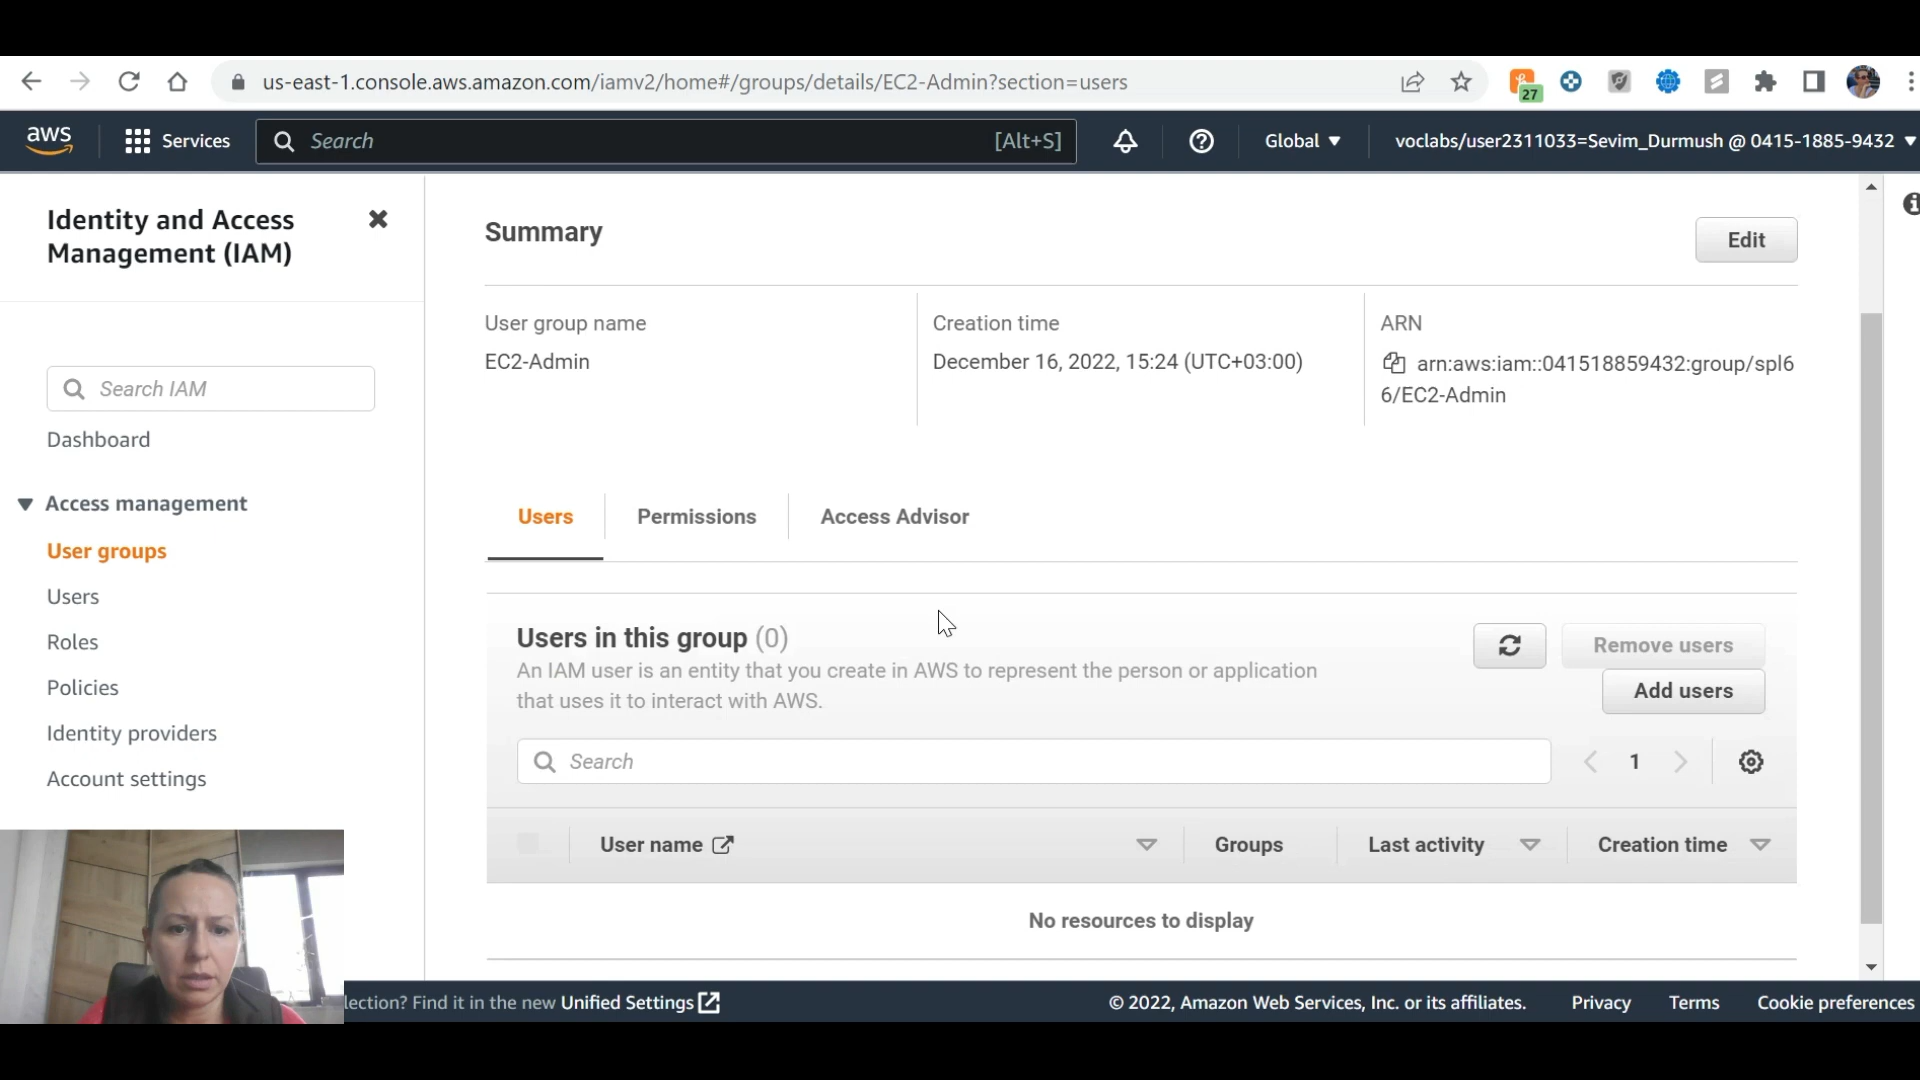 us-east-1.console.aws.amazon.com/iamv2/home#/groups/details/EC2-Admin?section=users
27
aws
Services
Search
[Alt+S]
Global
voclabs/user2311033=Sevim_Durmush @ 0415-1885-9432
Identity and Access
Management (IAM)
Search IAM
Dashboard
Access management
User groups
Users
Roles
Policies
Identity providers
Account settings
Summary
Edit
User group name
EC2-Admin
Creation time
December 16, 2022, 15:24 (UTC+03:00)
ARN
arn:aws:iam::041518859432:group/spl6
6/EC2-Admin
Users
Permissions
Access Advisor
Users in this group (0)
An IAM user is an entity that you create in AWS to represent the person or application
that uses it to interact with AWS.
Remove users
Add users
Search
1
User name
Groups
Last activity
Creation time
No resources to display
lection? Find it in the new Unified Settings
© 2022, Amazon Web Services, Inc. or its affiliates.
Privacy
Terms
Cookie preferences